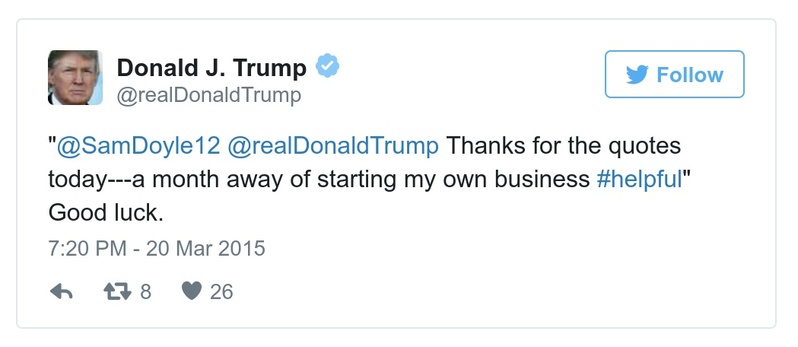 Donald J. Trump
@realDonaldTrump
Follow
"@SamDoyle12 @realDonaldTrump Thanks for the quotes
today---a month away of starting my own business #helpful"
Good luck.
7:20 PM - 20 Mar 2015
8 26